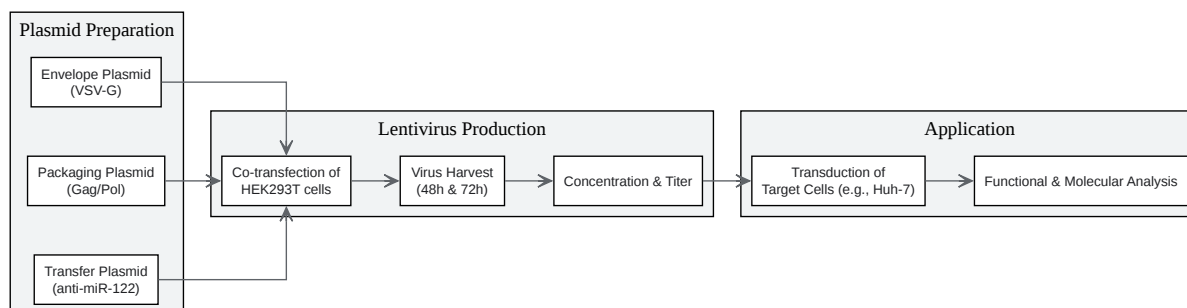 Plasmid Preparation
Envelope Plasmid
(VSV-G)
Packaging Plasmid
(Gag/Pol)
Transfer Plasmid
(anti-miR-122)
Lentivirus Production
Co-transfection of
HEK293T cells
Virus Harvest
(48h & 72h)
Concentration & Titer
Application
Transduction of
Target Cells (e.g., Huh-7)
Functional & Molecular Analysis